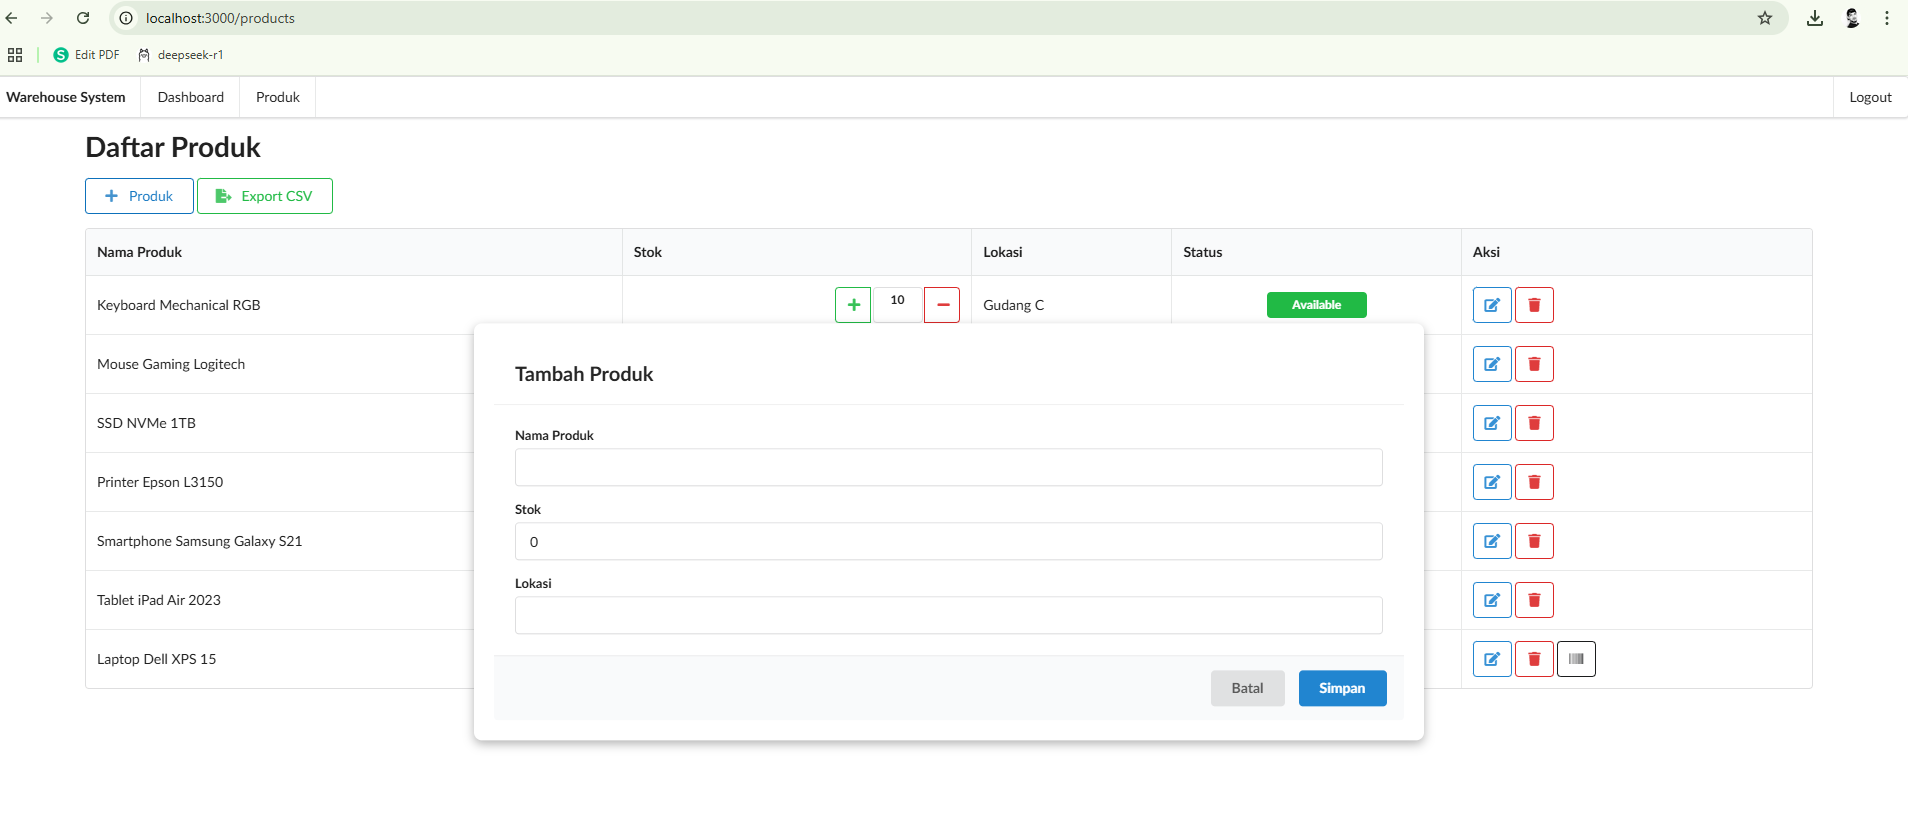 localhost:3000/products
Edit PDF deepseek-r1
Warehouse System Dashboard Produk Logout
Daftar Produk
Produk Export CSV
Nama Produk Stok Lokasi Status Aksi
Keyboard Mechanical RGB 10 Gudang C Available
Mouse Gaming Logitech
SSD NVMe 1TB
Printer Epson L3150
Smartphone Samsung Galaxy S21
Tablet iPad Air 2023
Laptop Dell XPS 15
Tambah Produk
Nama Produk
Stok
0
Lokasi
Batal Simpan